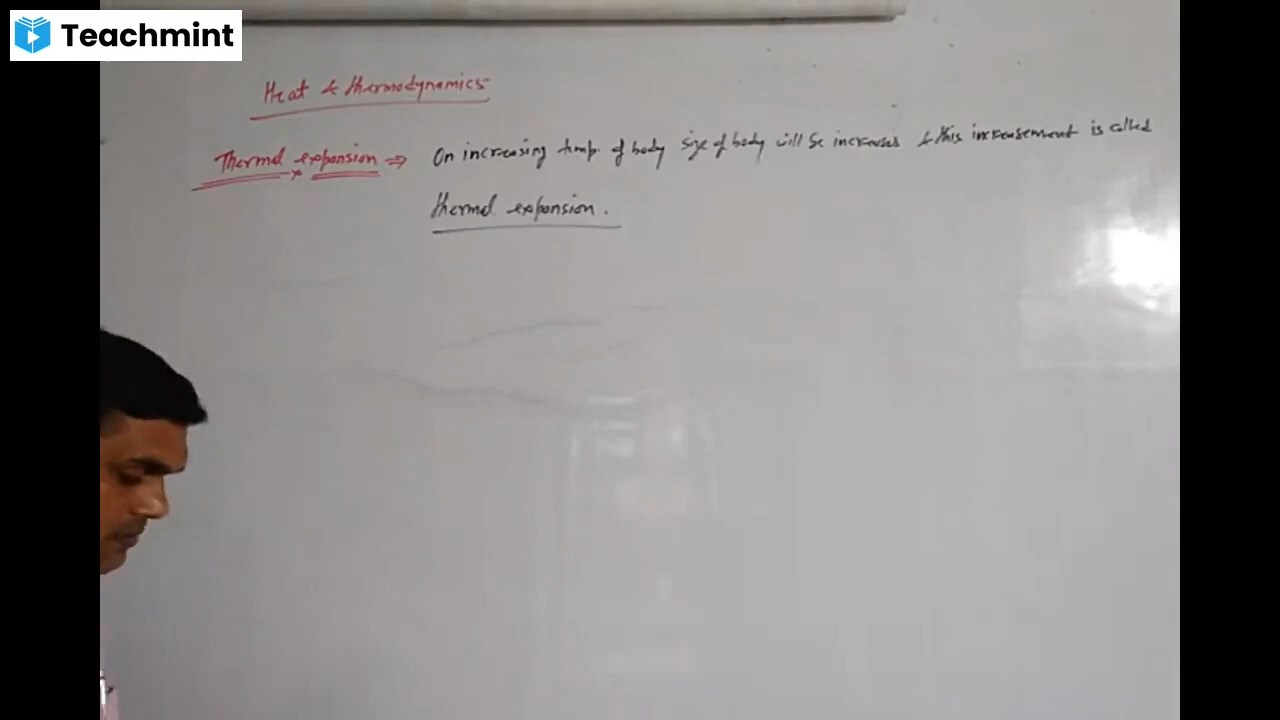 Teachmint
Heat & thermodynamics
Thermal expansion ⇒ On increasing temp. of body size of body will be increases & this increasement is called
thermal expansion.